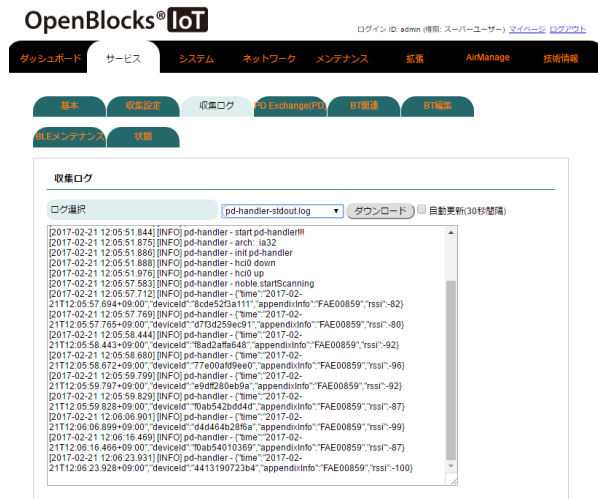 OpenBlocks® IoT
ログイン ID: admin (権限: スーパーユーザー) マイページ ログアウト
ダッシュボード サービス システム ネットワーク メンテナンス 拡張 AirManage 技術情報
基本 収集設定 収集ログ PD Exchange(PD) BT関連 BT編集
BLEメンテナンス 状態
収集ログ
ログ選択 pd-handler-stdout.log ダウンロード 自動更新(30秒間隔)
[2017-02-21 12:05:51.844] [INFO] pd-handler - start pd-handler!!!
[2017-02-21 12:05:51.875] [INFO] pd-handler - arch: ia32
[2017-02-21 12:05:51.886] [INFO] pd-handler - init pd-handler
[2017-02-21 12:05:51.888] [INFO] pd-handler - hci0 down
[2017-02-21 12:05:51.976] [INFO] pd-handler - hci0 up
[2017-02-21 12:05:57.583] [INFO] pd-handler - noble.startScanning
[2017-02-21 12:05:57.712] [INFO] pd-handler - {"time":"2017-02-
21T12:05:57.694+09:00","deviceId":"8cde52f3a111","appendixInfo":"FAE00859","rssi":-82}
[2017-02-21 12:05:57.769] [INFO] pd-handler - {"time":"2017-02-
21T12:05:57.765+09:00","deviceId":"d7f3d259ec91","appendixInfo":"FAE00859","rssi":-80}
[2017-02-21 12:05:58.444] [INFO] pd-handler - {"time":"2017-02-
21T12:05:58.443+09:00","deviceId":"f8ad2affa648","appendixInfo":"FAE00859","rssi":-92}
[2017-02-21 12:05:58.680] [INFO] pd-handler - {"time":"2017-02-
21T12:05:58.672+09:00","deviceId":"77e00afd9ee0","appendixInfo":"FAE00859","rssi":-96}
[2017-02-21 12:05:59.799] [INFO] pd-handler - {"time":"2017-02-
21T12:05:59.797+09:00","deviceId":"e9dff280eb9a","appendixInfo":"FAE00859","rssi":-92}
[2017-02-21 12:05:59.829] [INFO] pd-handler - {"time":"2017-02-
21T12:05:59.828+09:00","deviceId":"f0ab542bdd4d","appendixInfo":"FAE00859","rssi":-87}
[2017-02-21 12:06:06.901] [INFO] pd-handler - {"time":"2017-02-
21T12:06:06.899+09:00","deviceId":"d4d464b28f6a","appendixInfo":"FAE00859","rssi":-99}
[2017-02-21 12:06:16.469] [INFO] pd-handler - {"time":"2017-02-
21T12:06:16.466+09:00","deviceId":"f0ab54010369","appendixInfo":"FAE00859","rssi":-87}
[2017-02-21 12:06:23.931] [INFO] pd-handler - {"time":"2017-02-
21T12:06:23.928+09:00","deviceId":"4413190723b4","appendixInfo":"FAE00859","rssi":-100}